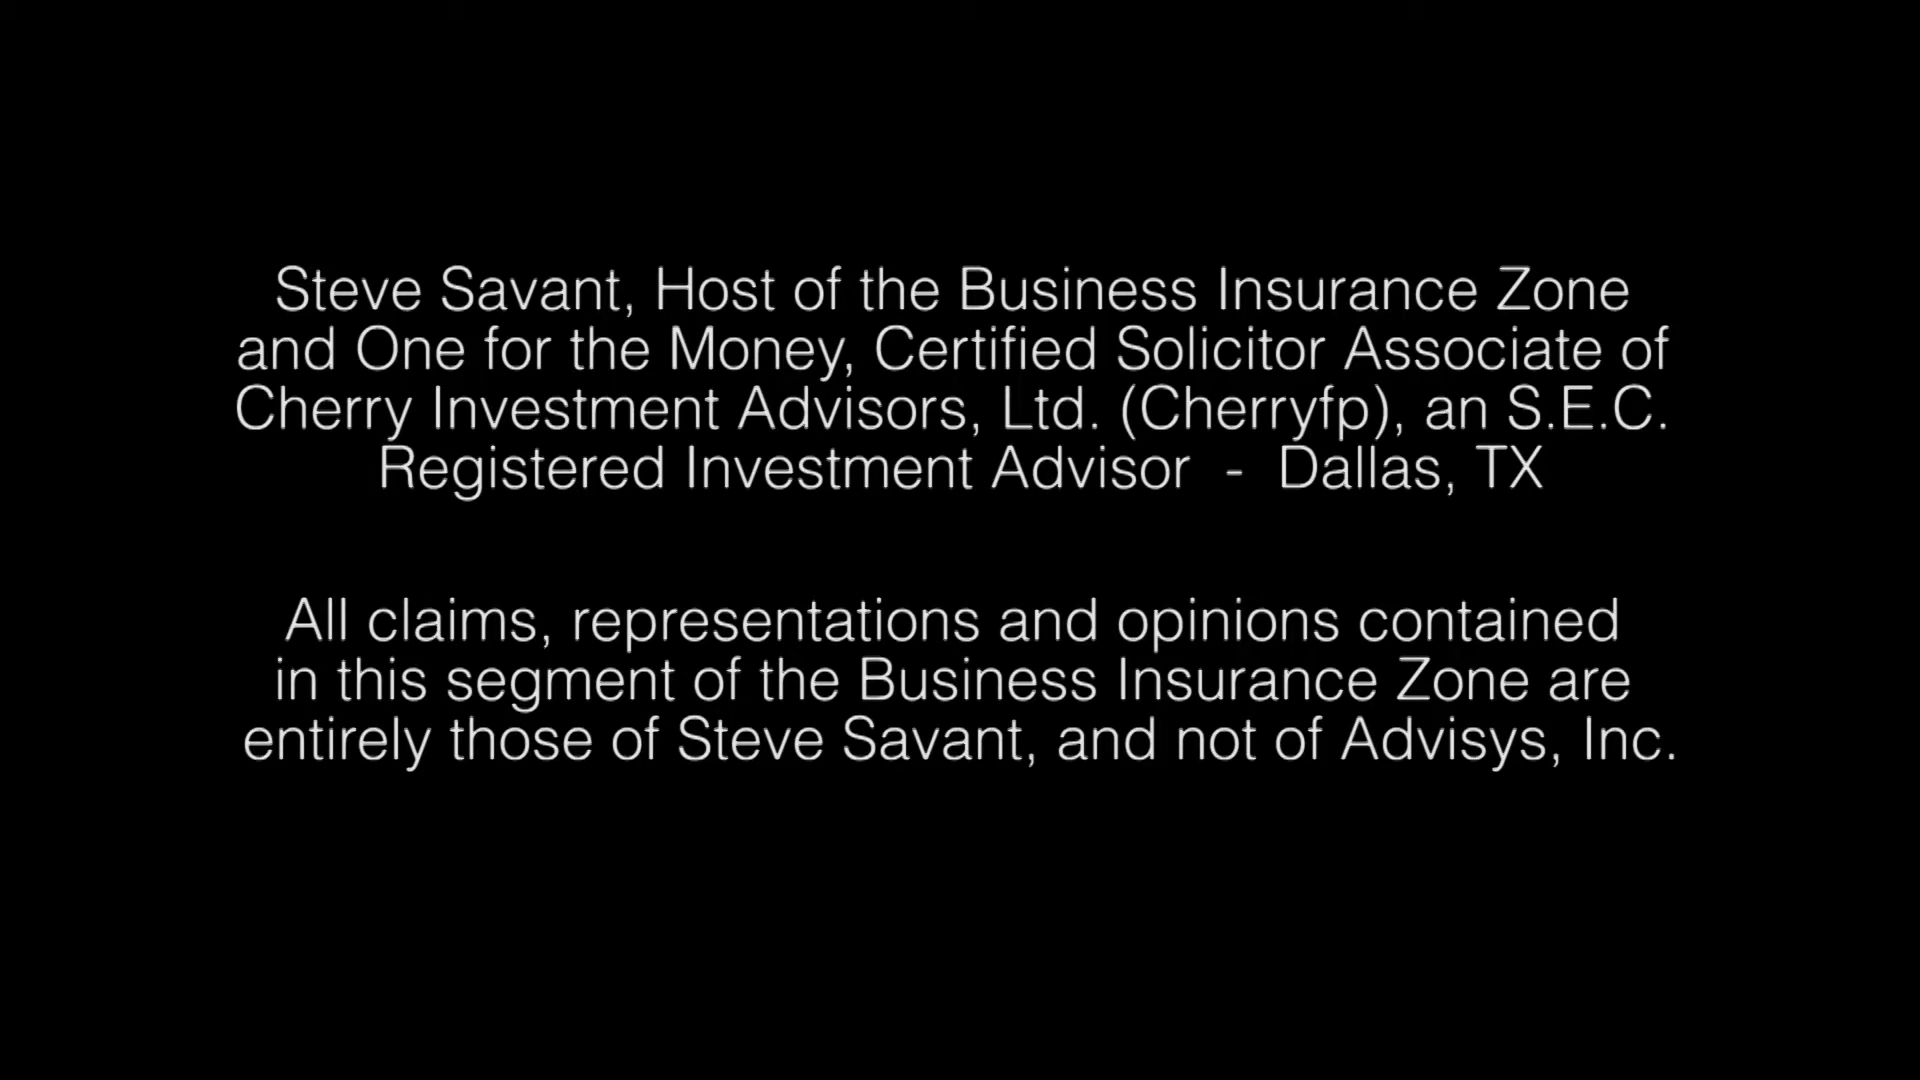 Steve Savant, Host of the Business Insurance Zone
and One for the Money, Certified Solicitor Associate of
Cherry Investment Advisors, Ltd. (Cherryfp), an S.E.C.
Registered Investment Advisor - Dallas, TX
All claims, representations and opinions contained
in this segment of the Business Insurance Zone are
entirely those of Steve Savant, and not of Advisys, Inc.